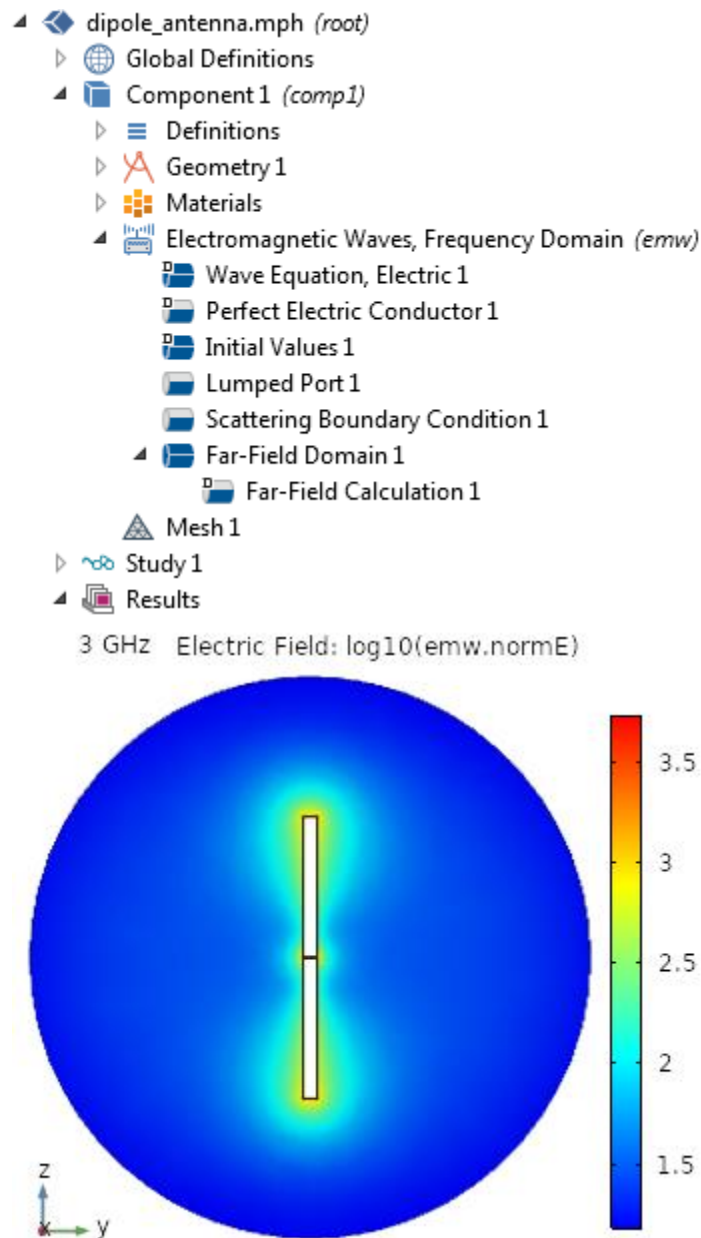 dipole_antenna.mph (root)
Global Definitions
Component 1 (comp1)
Definitions
Geometry 1
Materials
Electromagnetic Waves, Frequency Domain (emw)
D Wave Equation, Electric 1
D Perfect Electric Conductor 1
D Initial Values 1
Lumped Port 1
Scattering Boundary Condition 1
Far-Field Domain 1
D Far-Field Calculation 1
Mesh 1
Study 1
Results
3 GHz Electric Field: log10(emw.normE)
3.5
3
2.5
2
1.5
z
x y